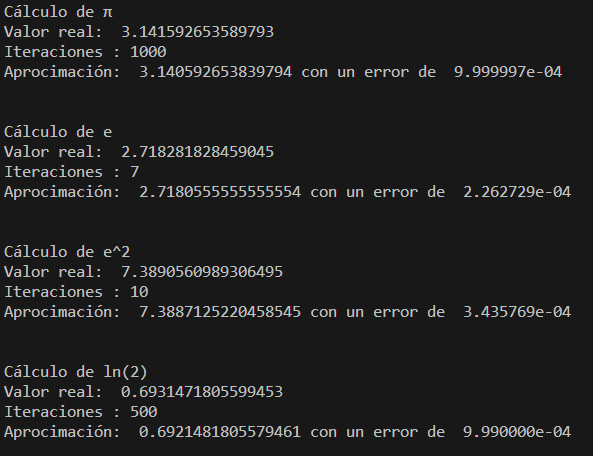 Cálculo de π
Valor real:  3.141592653589793
Iteraciones : 1000
Aprocimación:  3.140592653839794 con un error de  9.999997e-04
Cálculo de e
Valor real:  2.718281828459045
Iteraciones : 7
Aprocimación:  2.7180555555555554 con un error de  2.262729e-04
Cálculo de e^2
Valor real:  7.3890560989306495
Iteraciones : 10
Aprocimación:  7.3887125220458545 con un error de  3.435769e-04
Cálculo de ln(2)
Valor real:  0.6931471805599453
Iteraciones : 500
Aprocimación:  0.6921481805579461 con un error de  9.990000e-04